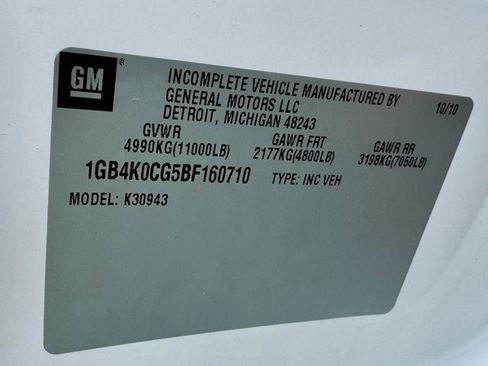 GM
®
INCOMPLETE VEHICLE MANUFACTURED BY
GENERAL MOTORS LLC
DETROIT, MICHIGAN 48243
10/10
GVWR GAWR FRT GAWR RR
4990KG(11000LB) 2177KG(4800LB) 3198KG(7050LB)
1GB4K0CG5BF160710 TYPE: INC VEH
MODEL: K30943